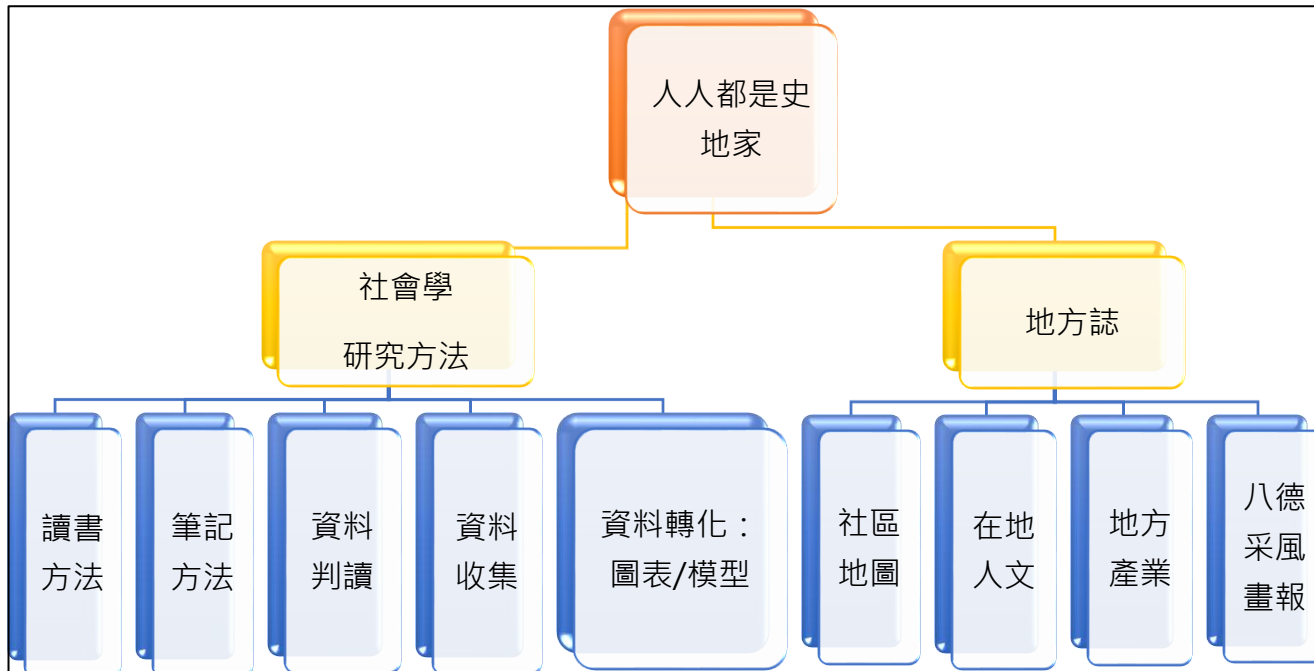 人人都是史
地家
社會學
研究方法
地方誌
讀書
方法
筆記
方法
資料
判讀
資料
收集
資料轉化：
圖表/模型
社區
地圖
在地
人文
地方
產業
八德
采風
畫報